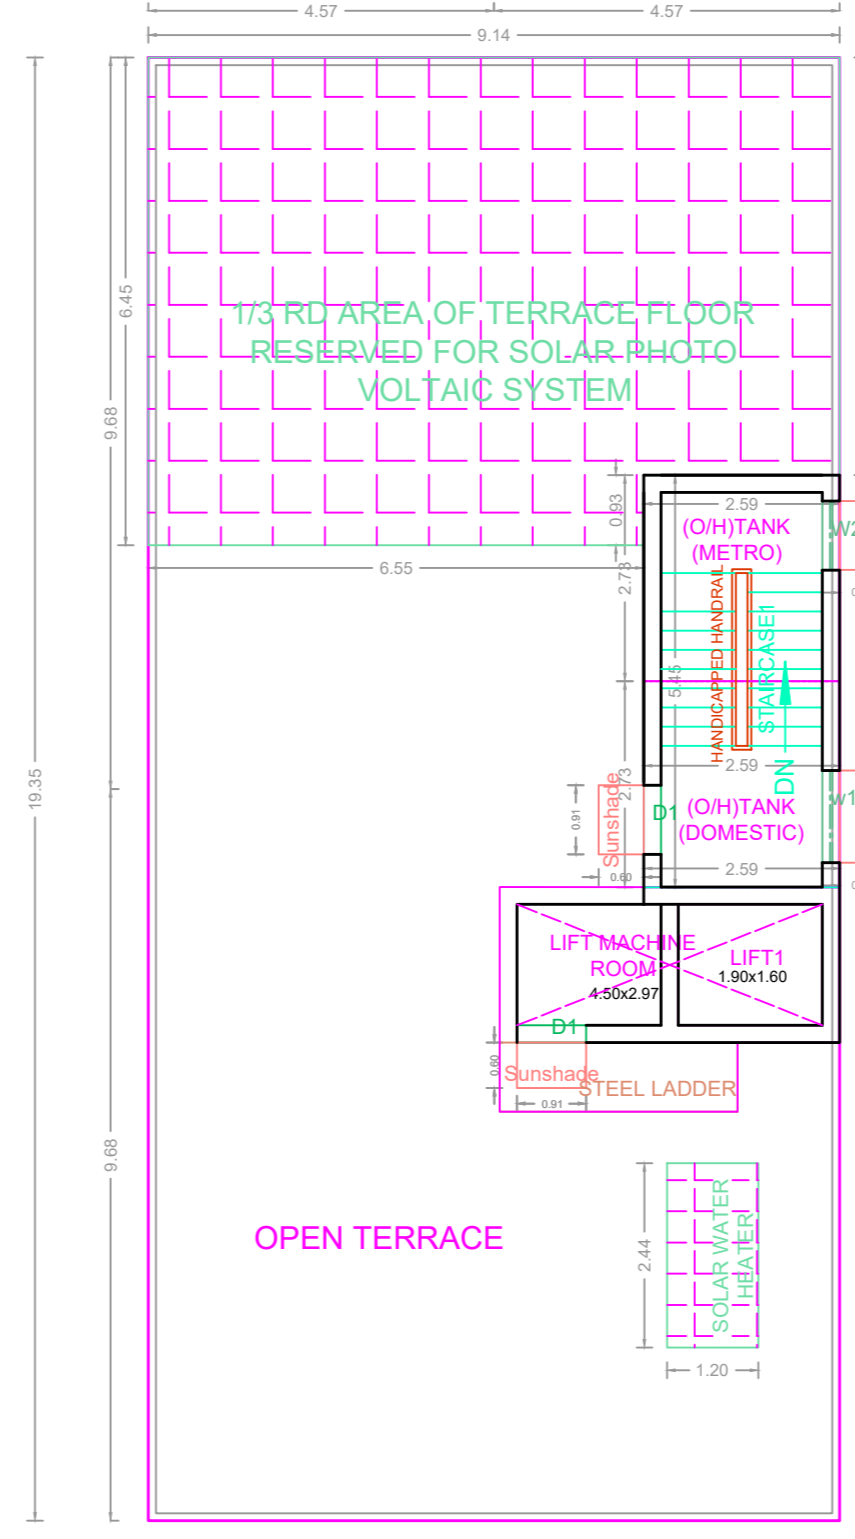 4.57
4.57
9.14
6.45
9.68
19.35
1/3 RD AREA OF TERRACE FLOOR
RESERVED FOR SOLAR PHOTO
VOLTAIC SYSTEM
0.93
2.59
(O/H)TANK
(METRO)
W2
6.55
2.73
HANDICAPPED HANDRAIL
STAIRCASE1
5.45
DN
2.59
2.73
Sunshade
0.91
D1
(O/H)TANK
(DOMESTIC)
W1
2.59
0.60
LIFT MACHINE
ROOM
4.50x2.97
LIFT1
1.90x1.60
D1
0.60
Sunshade
STEEL LADDER
0.91
9.68
OPEN TERRACE
2.44
SOLAR WATER
HEATER
1.20